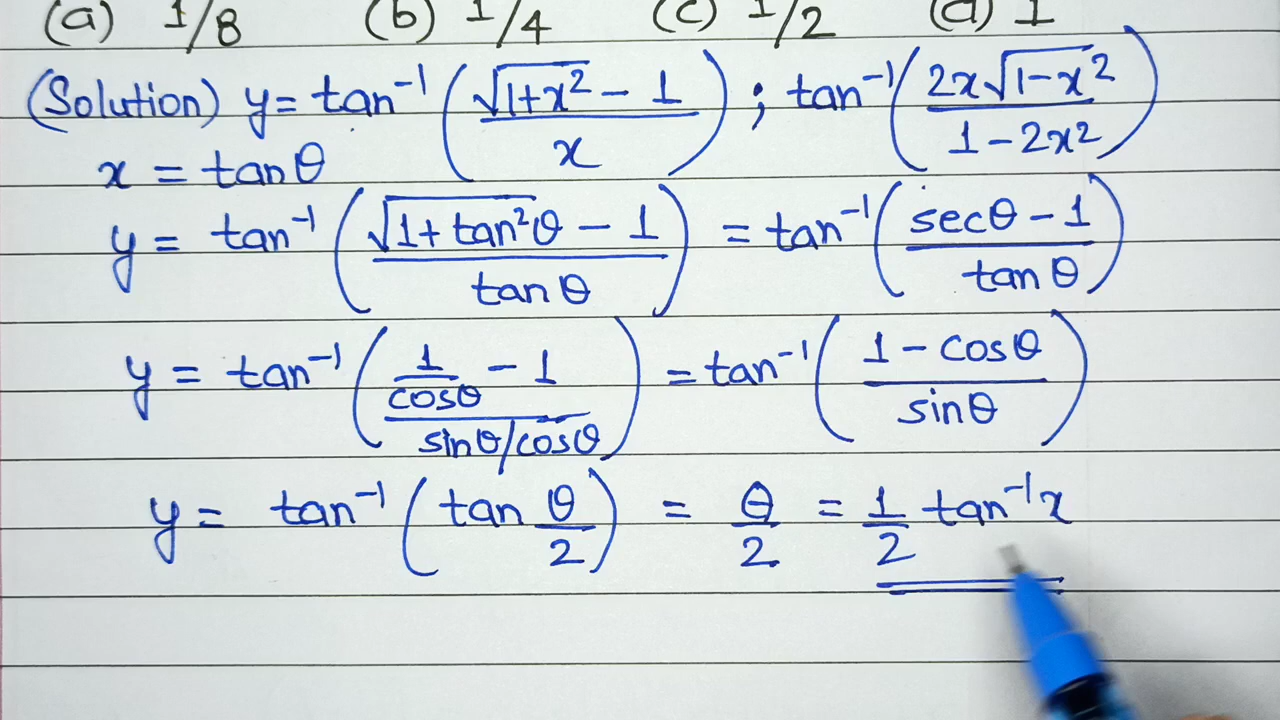 (a) 1/8 (b) 1/4 (c) 1/2 (d) 1
(Solution) y = tan⁻¹ ( (√(1+x²) - 1) / x ) ; tan⁻¹ ( 2x√(1-x²) / (1-2x²) )
x = tanθ
y = tan⁻¹ ( (√(1+tan²θ) - 1) / tanθ ) = tan⁻¹ ( (secθ - 1) / tanθ )
y = tan⁻¹ ( (1/cosθ - 1) / (sinθ/cosθ) ) = tan⁻¹ ( (1 - cosθ) / sinθ )
y = tan⁻¹ ( tan θ/2 ) = θ/2 = 1/2 tan⁻¹x